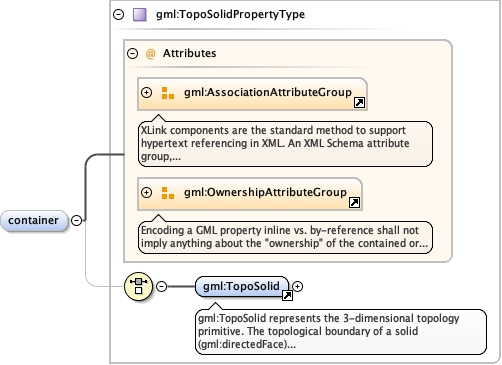 gml:TopoSolidPropertyType
@ Attributes
gml:AssociationAttributeGroup
XLink components are the standard method to support
hypertext referencing in XML. An XML Schema attribute
group,...
gml:OwnershipAttributeGroup
Encoding a GML property inline vs. by-reference shall not
imply anything about the "ownership" of the contained or...
container
gml:TopoSolid
gml:TopoSolid represents the 3-dimensional topology
primitive. The topological boundary of a solid
(gml:directedFace)...